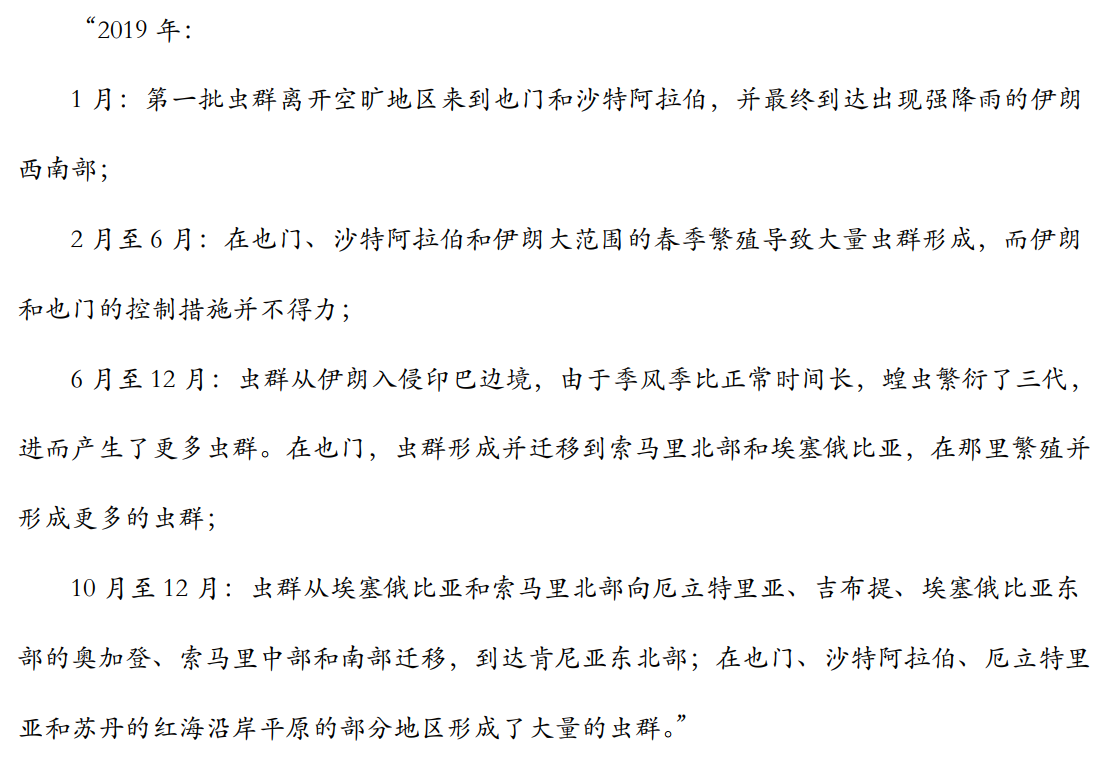 “2019 年：
1 月：第一批虫群离开空旷地区来到也门和沙特阿拉伯，并最终到达出现强降雨的伊朗
西南部；
2 月至 6 月：在也门、沙特阿拉伯和伊朗大范围的春季繁殖导致大量虫群形成，而伊朗
和也门的控制措施并不得力；
6 月至 12 月：虫群从伊朗入侵印巴边境，由于季风季比正常时间长，蝗虫繁衍了三代，
进而产生了更多虫群。在也门，虫群形成并迁移到索马里北部和埃塞俄比亚，在那里繁殖并
形成更多的虫群；
10 月至 12 月：虫群从埃塞俄比亚和索马里北部向厄立特里亚、吉布提、埃塞俄比亚东
部的奥加登、索马里中部和南部迁移，到达肯尼亚东北部；在也门、沙特阿拉伯、厄立特里
亚和苏丹的红海沿岸平原的部分地区形成了大量的虫群。”